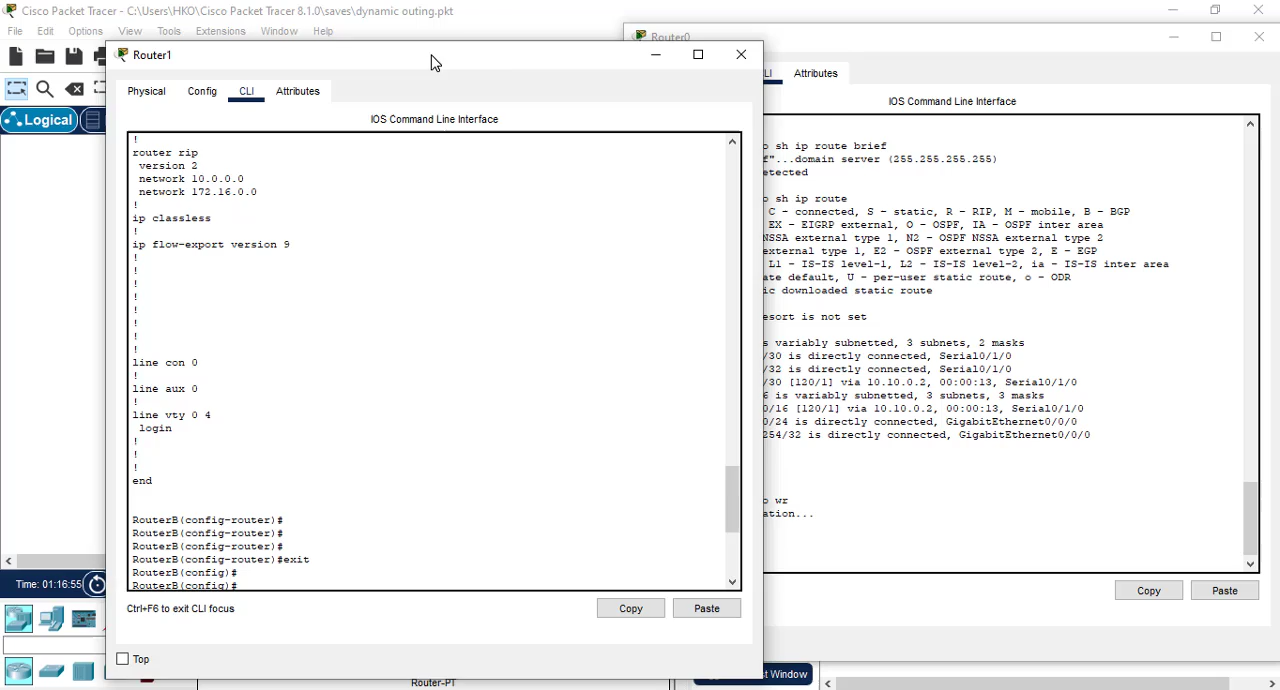 Cisco Packet Tracer - C:\Users\HKO\Cisco Packet Tracer 8.1.0\saves\dynamic outing.pkt
File Edit Options View Tools Extensions Window Help
Router0
Router1
Physical Config CLI Attributes
LI Attributes
Logical
IOS Command Line Interface
!
router rip
version 2
network 10.0.0.0
network 172.16.0.0
!
ip classless
!
ip flow-export version 9
!
!
!
!
!
!
!
!
line con 0
!
line aux 0
!
line vty 0 4
login
!
!
!
end
RouterB(config-router)#
RouterB(config-router)#
RouterB(config-router)#
RouterB(config-router)#exit
RouterB(config)#
RouterB(config)#
Ctrl+F6 to exit CLI focus
Copy Paste
Top
IOS Command Line Interface
o sh ip route brief
f"...domain server (255.255.255.255)
etected
o sh ip route
C - connected, S - static, R - RIP, M - mobile, B - BGP
EX - EIGRP external, O - OSPF, IA - OSPF inter area
NSSA external type 1, N2 - OSPF NSSA external type 2
external type 1, E2 - OSPF external type 2, E - EGP
L1 - IS-IS level-1, L2 - IS-IS level-2, ia - IS-IS inter area
ate default, U - per-user static route, o - ODR
ic downloaded static route
esort is not set
s variably subnetted, 3 subnets, 2 masks
/30 is directly connected, Serial0/1/0
/32 is directly connected, Serial0/1/0
/30 [120/1] via 10.10.0.2, 00:00:13, Serial0/1/0
6 is variably subnetted, 3 subnets, 3 masks
0/16 [120/1] via 10.10.0.2, 00:00:13, Serial0/1/0
0/24 is directly connected, GigabitEthernet0/0/0
254/32 is directly connected, GigabitEthernet0/0/0
o wr
ation...
Copy Paste
Time: 01:16:55
Router-PT
t Window